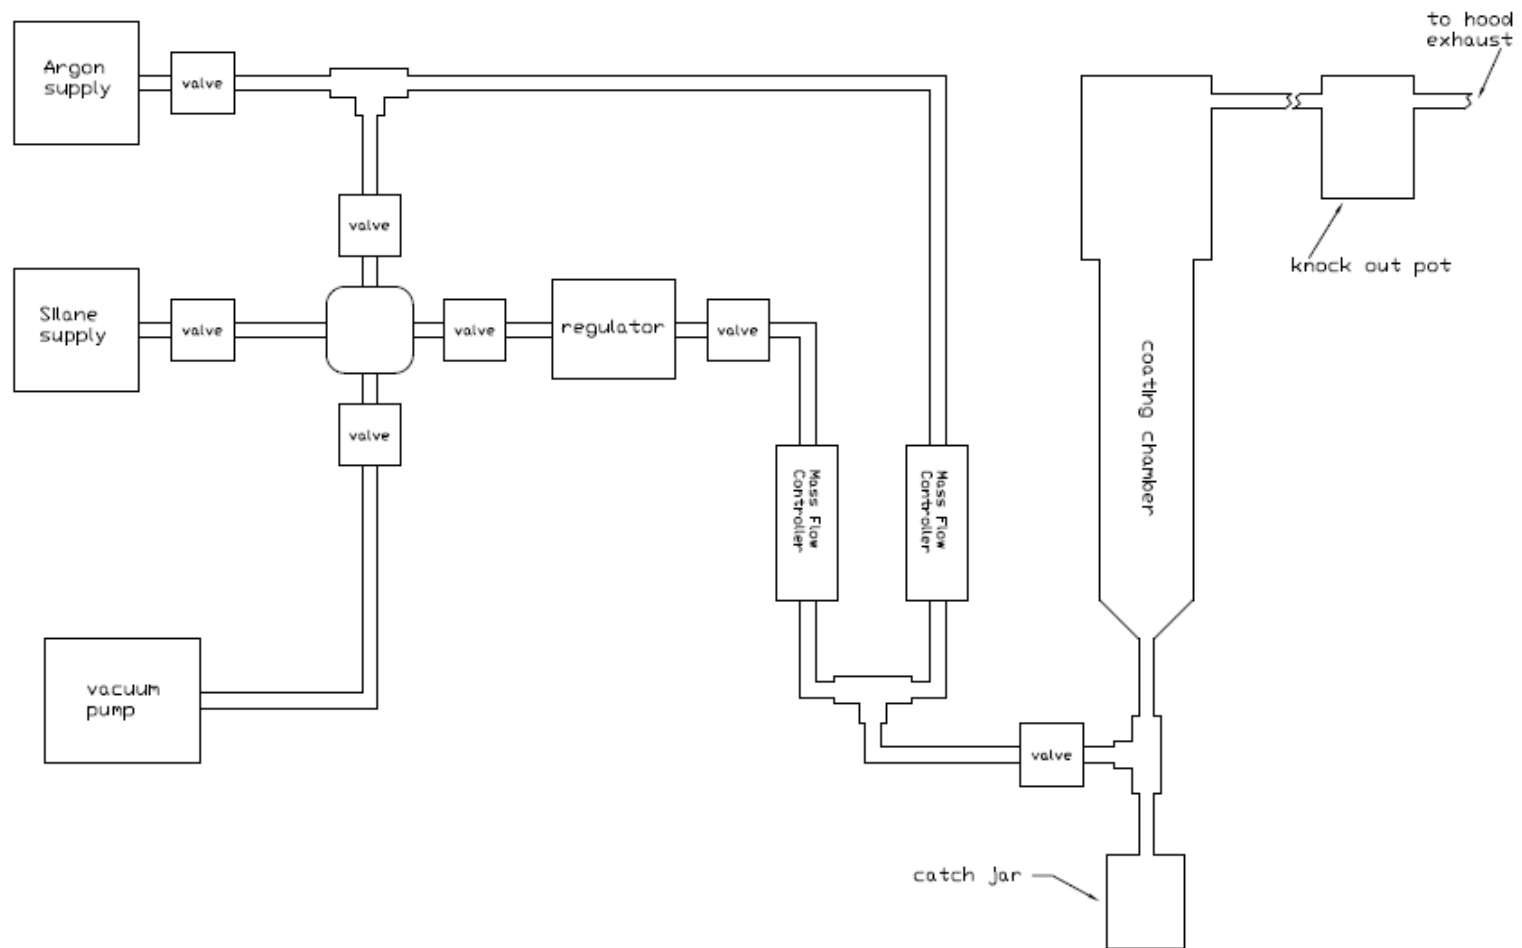 to hood
exhaust
Argon
supply
valve
valve
knock out pot
Silane
supply
valve
valve
regulator
valve
coating chamber
valve
Mass Flow
Controller
Mass Flow
Controller
vacuum
pump
valve
catch jar